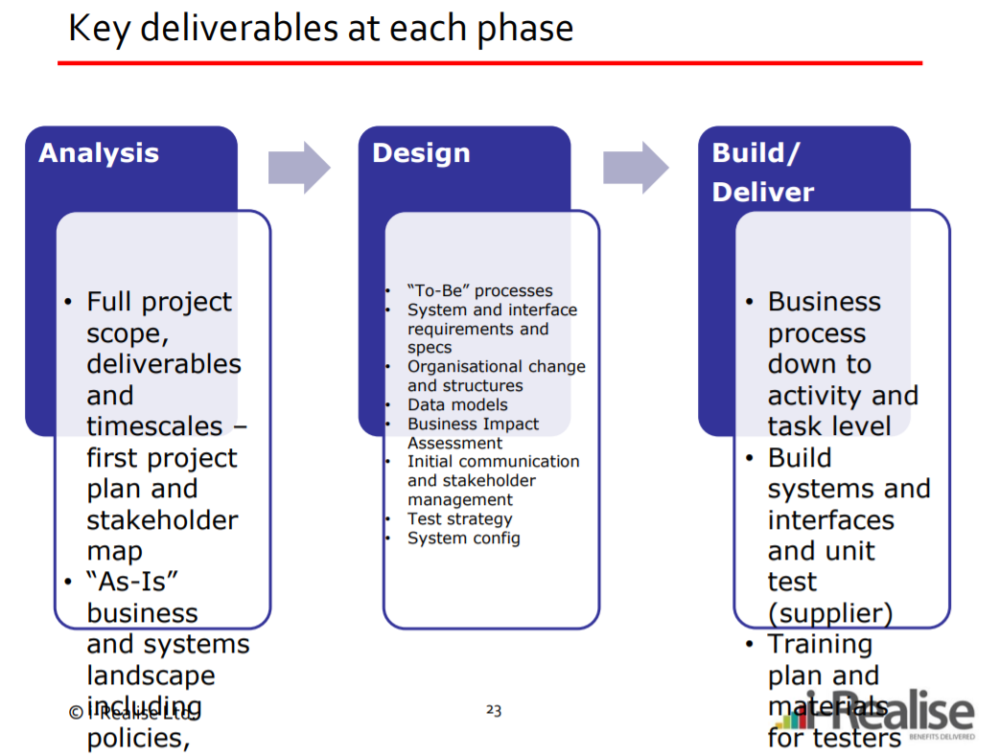 Key deliverables at each phase
Analysis
• Full project
scope,
deliverables
and
timescales –
first project
plan and
stakeholder
map
• “As-Is”
business
and systems
landscape
including
policies,
Design
• “To-Be” processes
• System and interface
requirements and
specs
• Organisational change
and structures
• Data models
• Business Impact
Assessment
• Initial communication
and stakeholder
management
• Test strategy
• System config
Build/
Deliver
• Business
process
down to
activity and
task level
• Build
systems and
interfaces
and unit
test
(supplier)
• Training
plan and
materials
for testers
© i-Realise Ltd.
23
i-Realise
BENEFITS DELIVERED